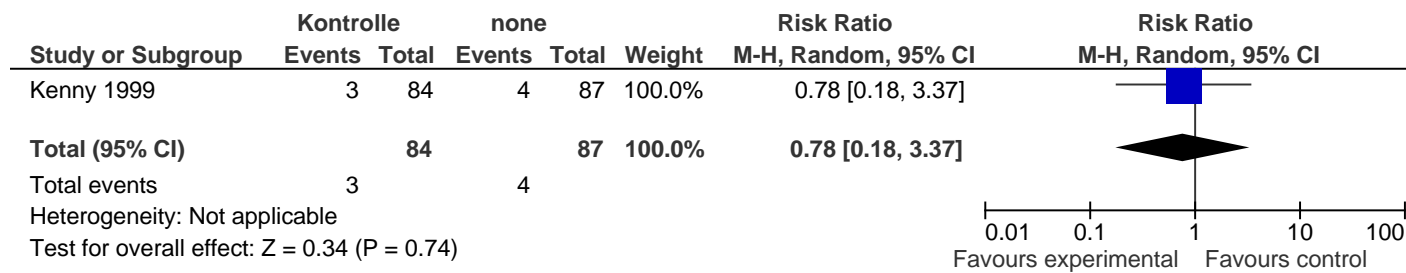 Kontrolle none Risk Ratio Risk Ratio
Study or Subgroup Events Total Events Total Weight M-H, Random, 95% CI M-H, Random, 95% CI
Kenny 1999 3 84 4 87 100.0% 0.78 [0.18, 3.37]
Total (95% CI) 84 87 100.0% 0.78 [0.18, 3.37]
Total events 3 4
Heterogeneity: Not applicable
Test for overall effect: Z = 0.34 (P = 0.74)
0.01 0.1 1 10 100
Favours experimental Favours control